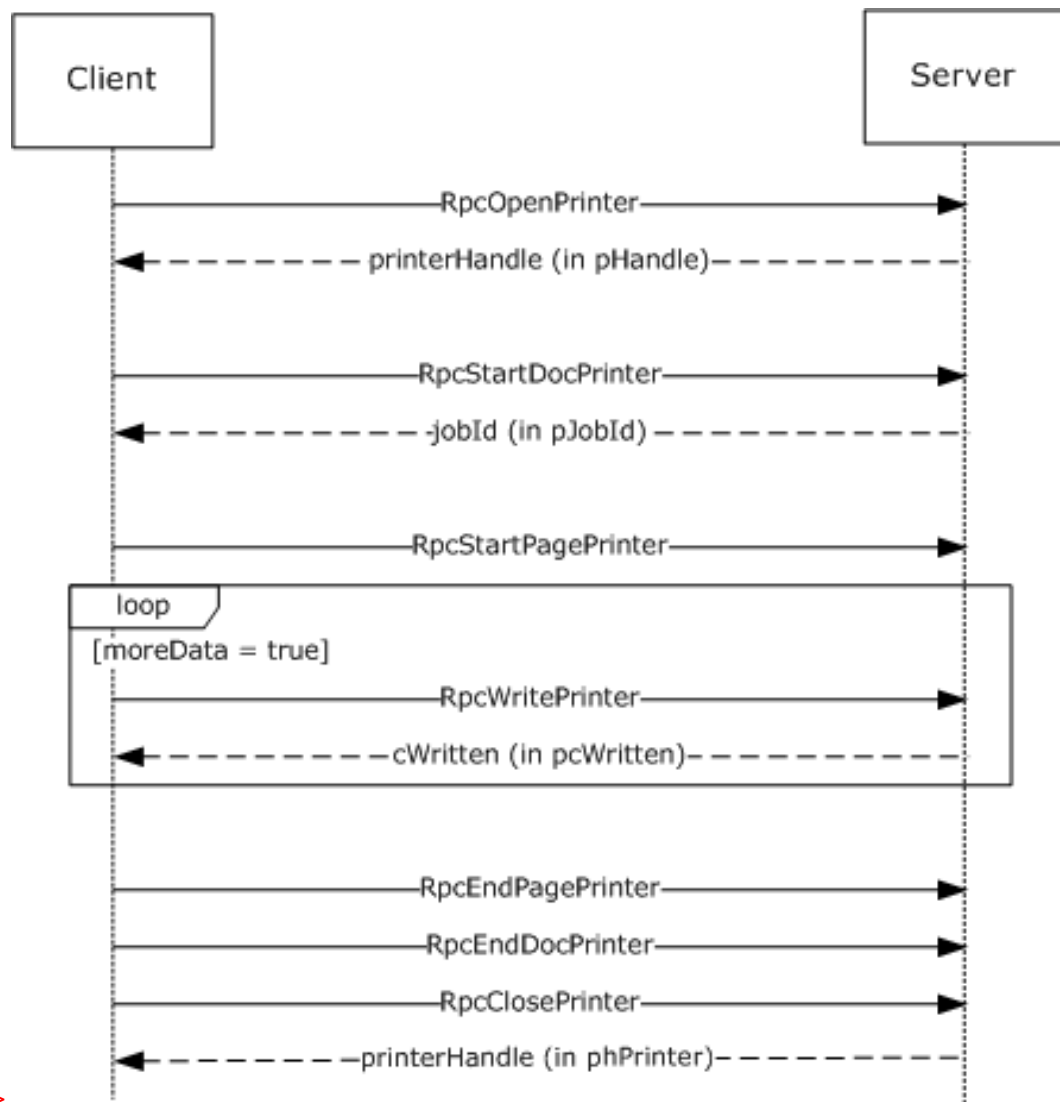 Client
Server
RpcOpenPrinter
printerHandle (in pHandle)
RpcStartDocPrinter
jobId (in pJobId)
RpcStartPagePrinter
loop
[moreData = true]
RpcWritePrinter
cWritten (in pcWritten)
RpcEndPagePrinter
RpcEndDocPrinter
RpcClosePrinter
printerHandle (in phPrinter)